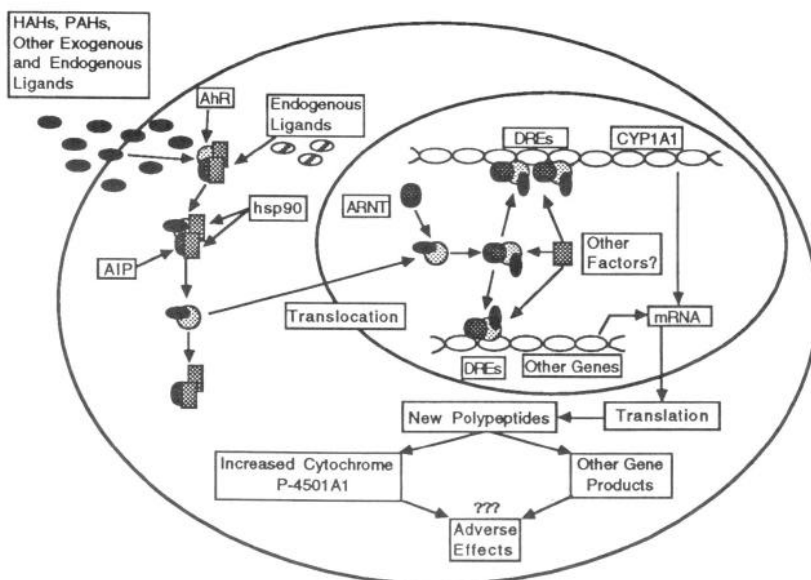 HAHs, PAHs,
Other Exogenous
and Endogenous
Ligands
AhR
Endogenous
Ligands
DREs
CYP1A1
hsp90
ARNT
AIP
Other
Factors?
Translocation
mRNA
DREs
Other Genes
New Polypeptides
Translation
Increased Cytochrome
P-4501A1
Other Gene
Products
???
Adverse
Effects